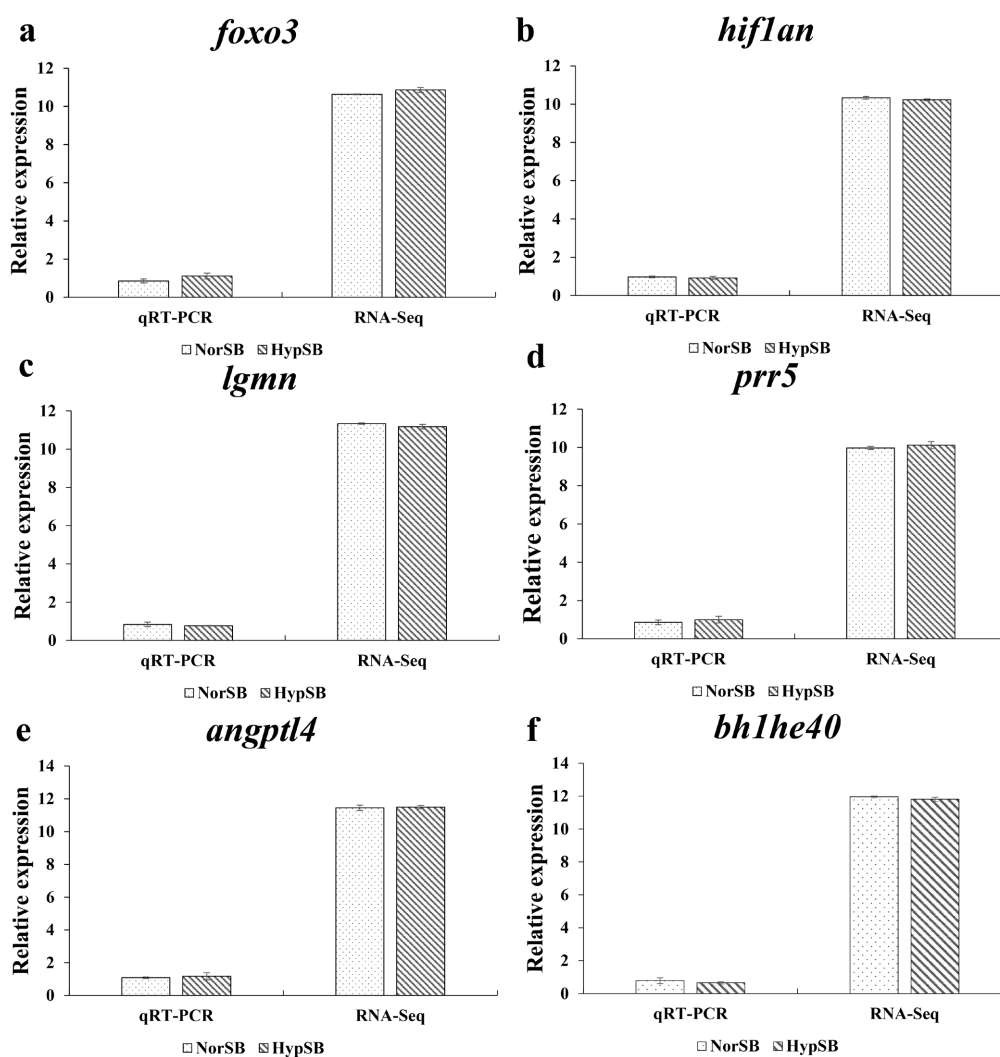 a
foxo3
Relative expression
12
10
8
6
4
2
0
qRT-PCR RNA-Seq
NorSB HypSB
b
hif1an
Relative expression
12
10
8
6
4
2
0
qRT-PCR RNA-Seq
NorSB HypSB
c
lgmn
Relative expression
12
10
8
6
4
2
0
qRT-PCR RNA-Seq
NorSB HypSB
d
prr5
Relative expression
12
10
8
6
4
2
0
qRT-PCR RNA-Seq
NorSB HypSB
e
angptl4
Relative expression
14
12
10
8
6
4
2
0
qRT-PCR RNA-Seq
NorSB HypSB
f
bh1he40
Relative expression
14
12
10
8
6
4
2
0
qRT-PCR RNA-Seq
NorSB HypSB